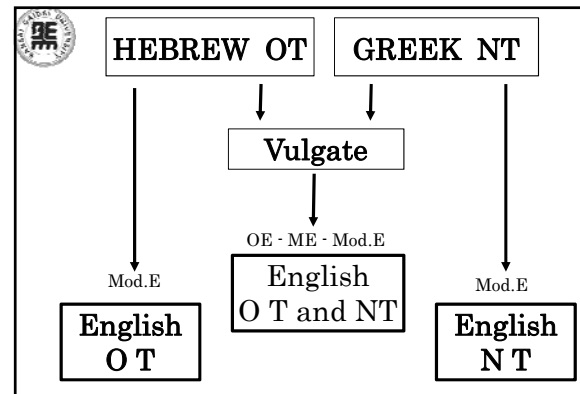 HEBREW OT
GREEK NT
Vulgate
OE - ME - Mod.E
English
O T and NT
Mod.E
English
O T
Mod.E
English
N T